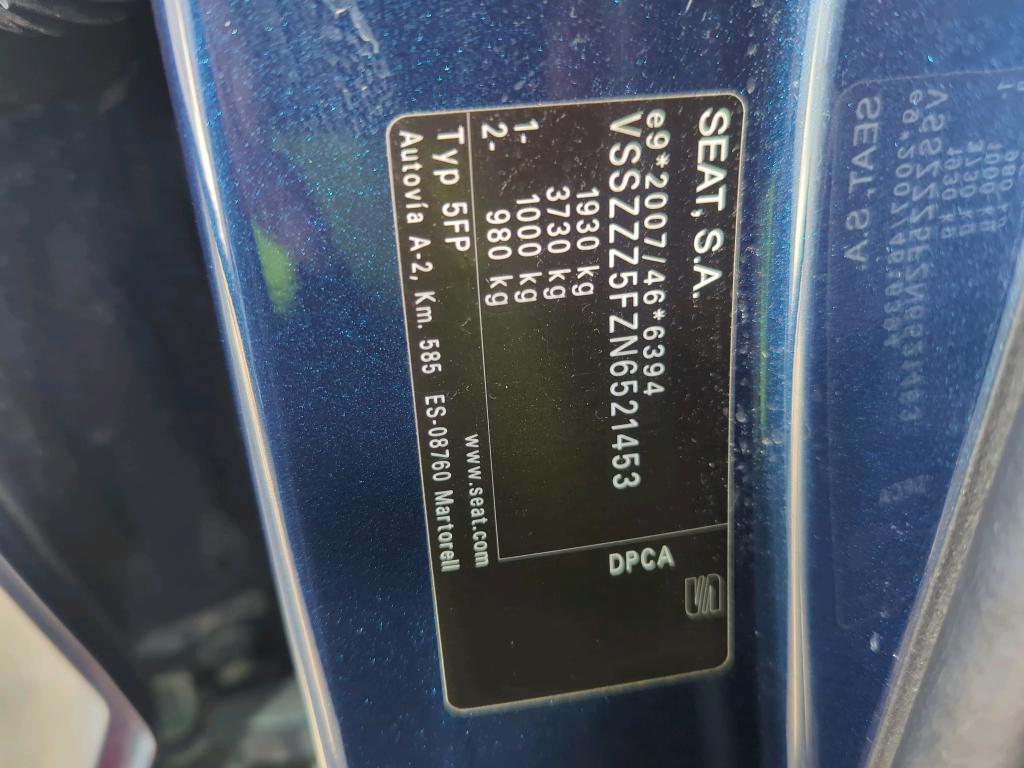 SEAT, S.A.
e9*2007/46*6394
VSSZZZ5FZN6521453
1930 kg
3730 kg
1- 1000 kg
2- 980 kg
DPCA
Typ 5FP www.seat.com
Autovía A-2, Km. 585 ES-08760 Martorell